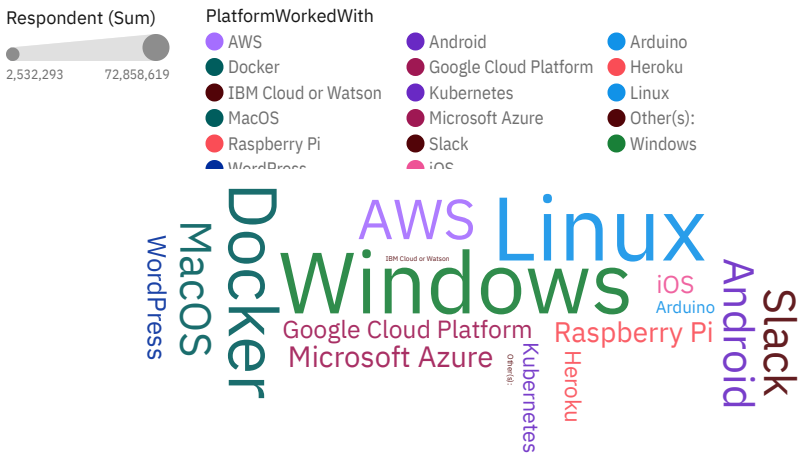 Respondent (Sum)
2,532,293 72,858,619
PlatformWorkedWith
AWS Android Arduino
Docker Google Cloud Platform Heroku
IBM Cloud or Watson Kubernetes Linux
MacOS Microsoft Azure Other(s):
Raspberry Pi Slack Windows
WordPress iOS
WordPress
MacOS
Docker
AWS
Linux
IBM Cloud or Watson
Windows
Google Cloud Platform
Microsoft Azure
Other(s):
Kubernetes
iOS
Arduino
Raspberry Pi
Heroku
Android
Slack